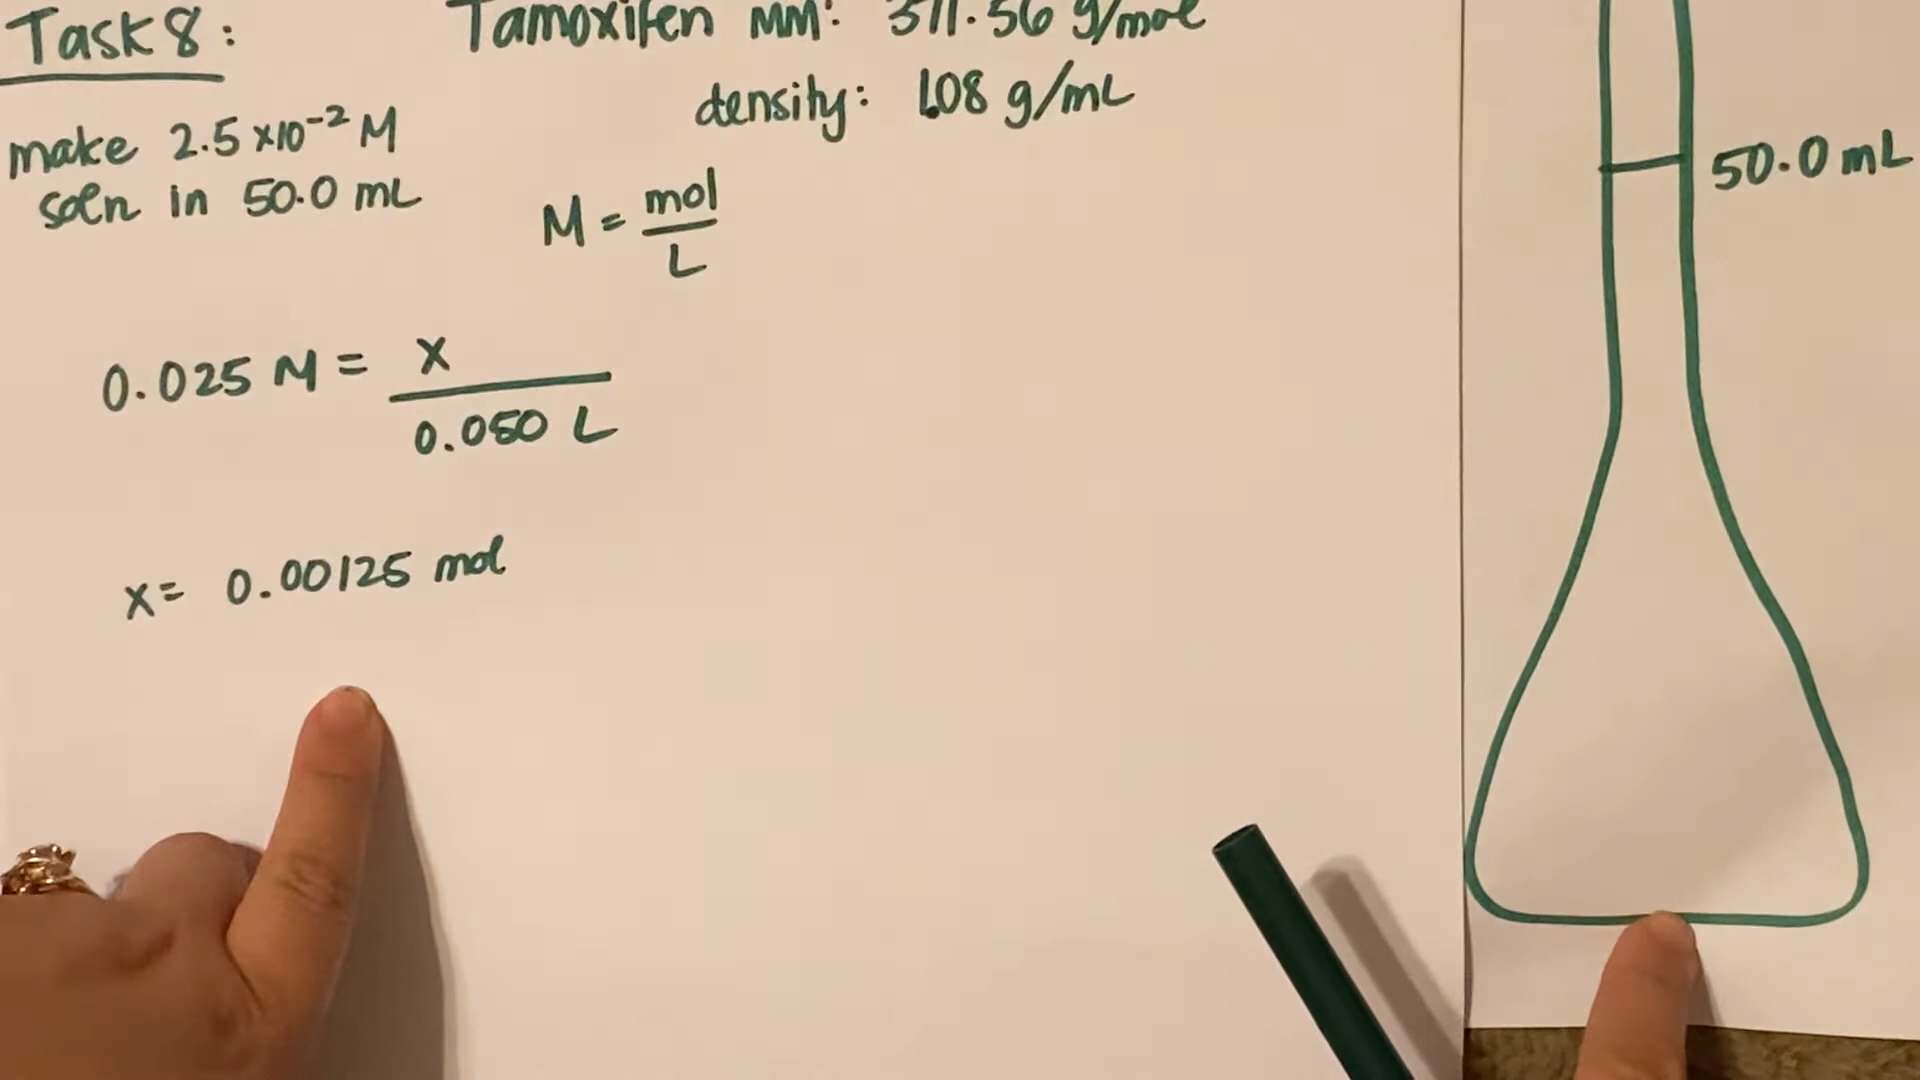 Task 8:
Tamoxifen MM: 371.56 g/mol
density: 1.08 g/mL
make 2.5 x10⁻² M
soln in 50.0 mL
M = mol
L
0.025 M = x
0.050 L
x = 0.00125 mol
50.0 mL